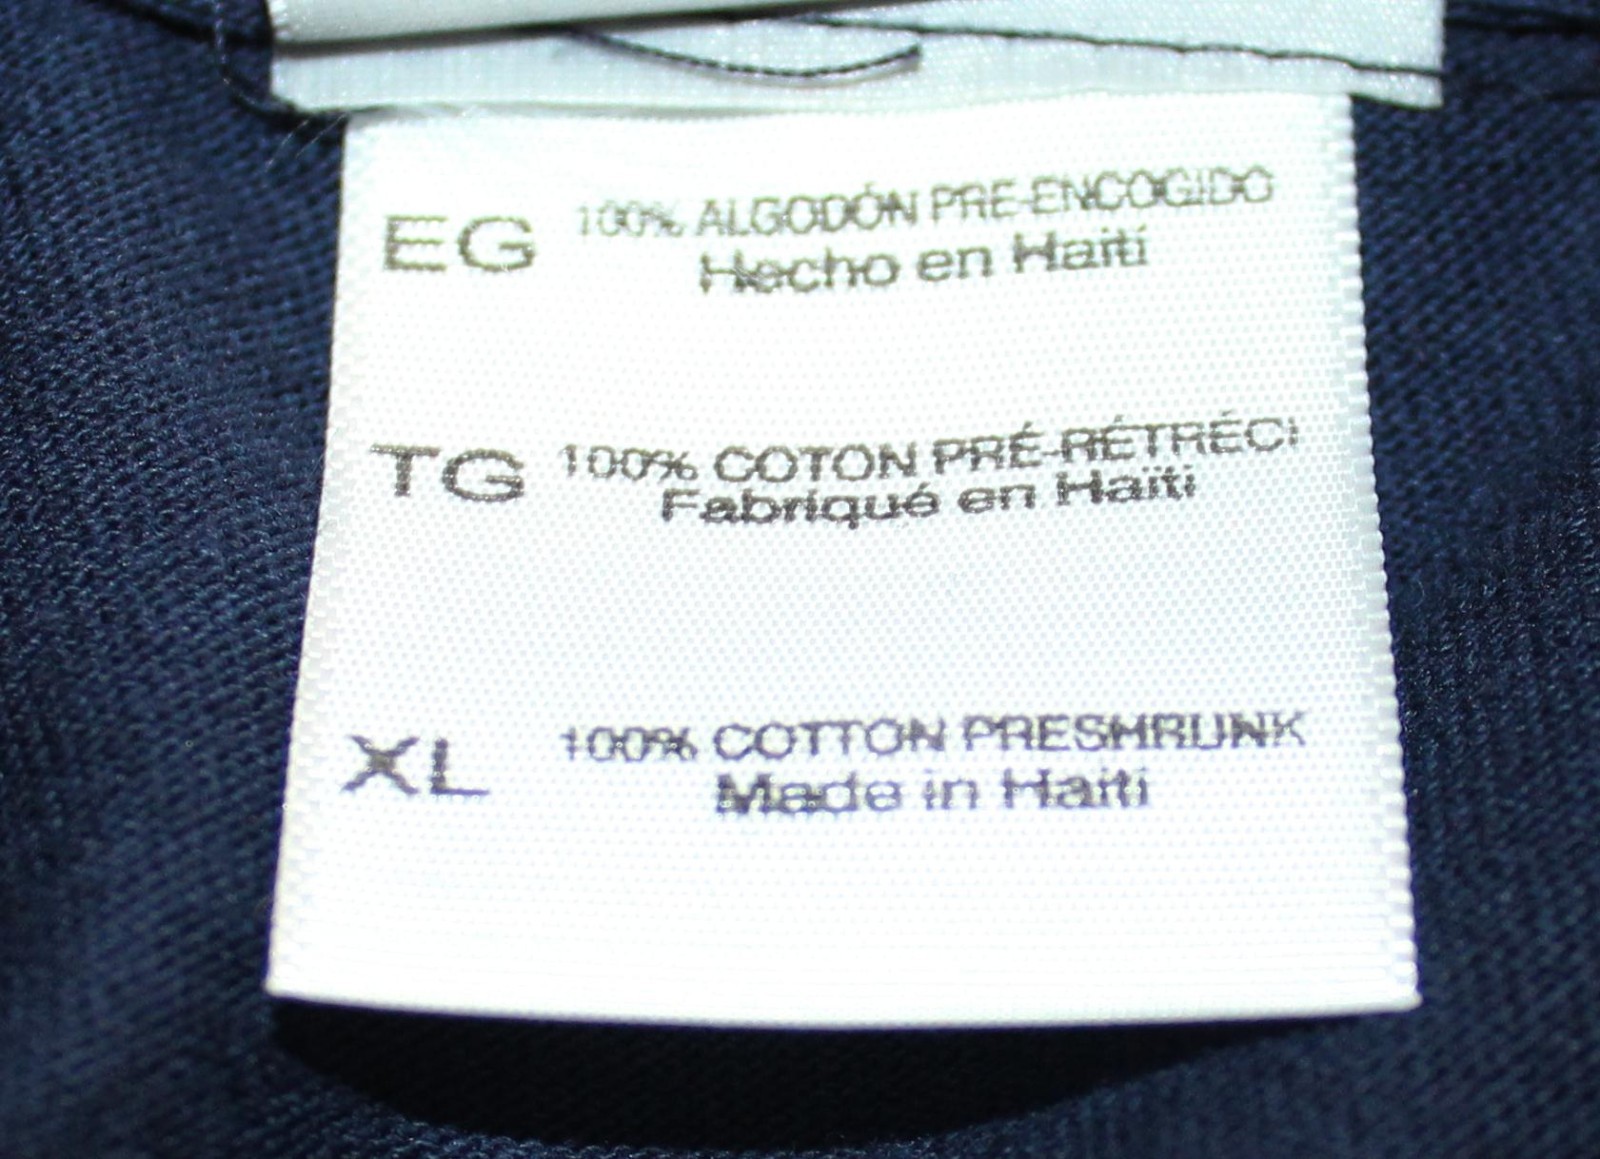 EG 100% ALGODÓN PRE-ENCOGIDO
Hecho en Haití
TG 100% COTON PRÉ-RÉTRÉCI
Fabriqué en Haïti
XL 100% COTTON PRESHRUNK
Made in Haiti